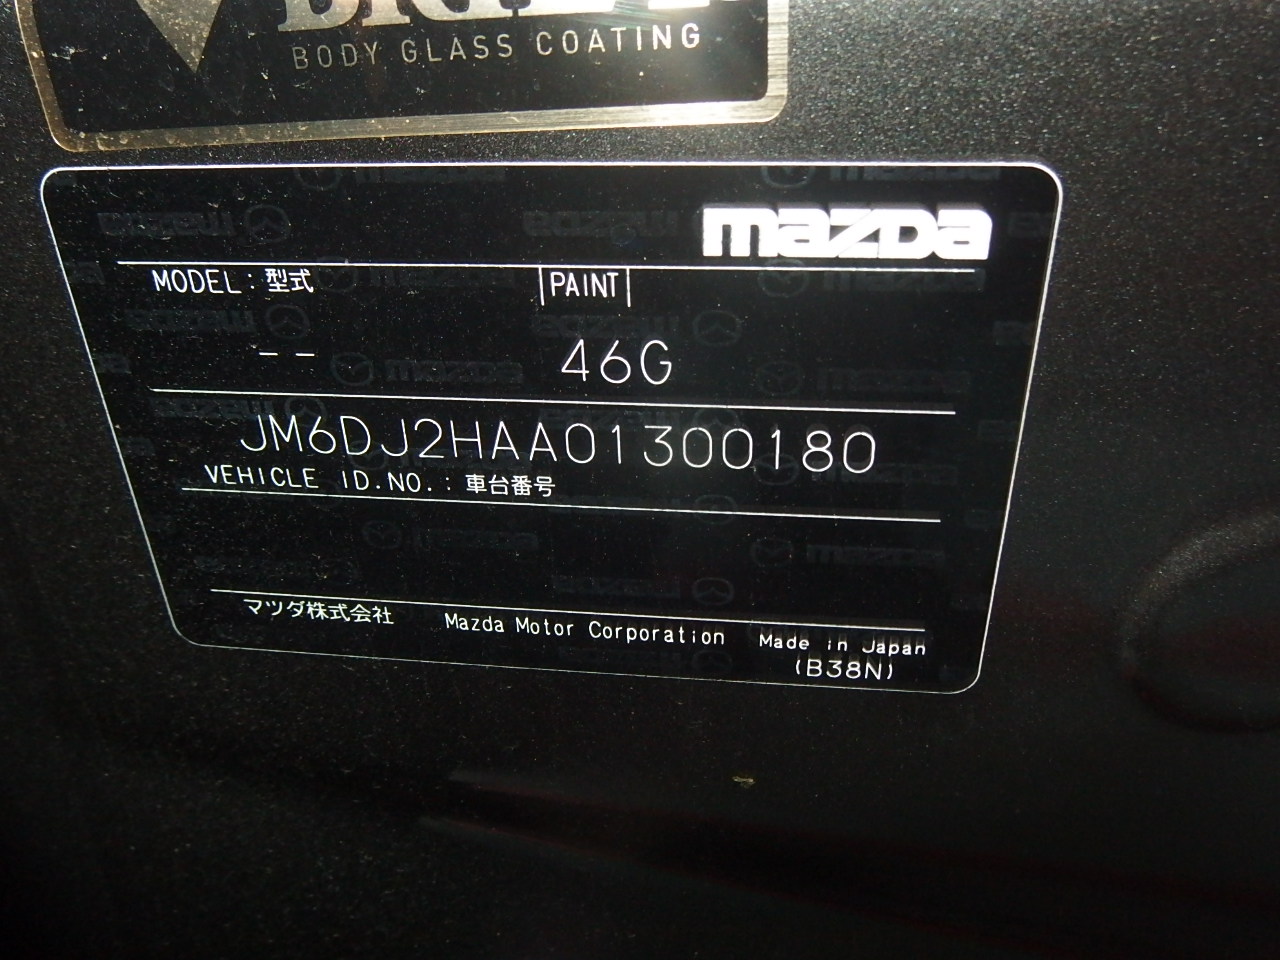 BODY GLASS COATING
mazda
MODEL : 型式 PAINT
-- 46G
JM6DJ2HAA01300180
VEHICLE ID.NO.: 車台番号
マツダ株式会社 Mazda Motor Corporation Made in Japan
(B38N)